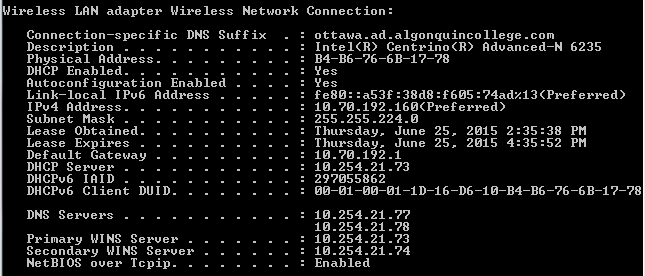 Wireless LAN adapter Wireless Network Connection:
Connection-specific DNS Suffix . : ottawa.ad.algonquincollege.com
Description . . . . . . . . . . . : Intel(R) Centrino(R) Advanced-N 6235
Physical Address. . . . . . . . . : B4-B6-76-6B-17-78
DHCP Enabled. . . . . . . . . . . : Yes
Autoconfiguration Enabled . . . . : Yes
Link-local IPv6 Address . . . . . : fe80::a53f:38d8:f605:74ad%13(Preferred)
IPv4 Address. . . . . . . . . . . : 10.70.192.160(Preferred)
Subnet Mask . . . . . . . . . . . : 255.255.224.0
Lease Obtained. . . . . . . . . . : Thursday, June 25, 2015 2:35:38 PM
Lease Expires . . . . . . . . . . : Thursday, June 25, 2015 4:35:52 PM
Default Gateway . . . . . . . . . : 10.70.192.1
DHCP Server . . . . . . . . . . . : 10.254.21.73
DHCPv6 IAID . . . . . . . . . . . : 297055862
DHCPv6 Client DUID. . . . . . . . : 00-01-00-01-1D-16-D6-10-B4-B6-76-6B-17-78
DNS Servers . . . . . . . . . . . : 10.254.21.77
10.254.21.78
Primary WINS Server . . . . . . . : 10.254.21.73
Secondary WINS Server . . . . . . : 10.254.21.74
NetBIOS over Tcpip. . . . . . . . : Enabled